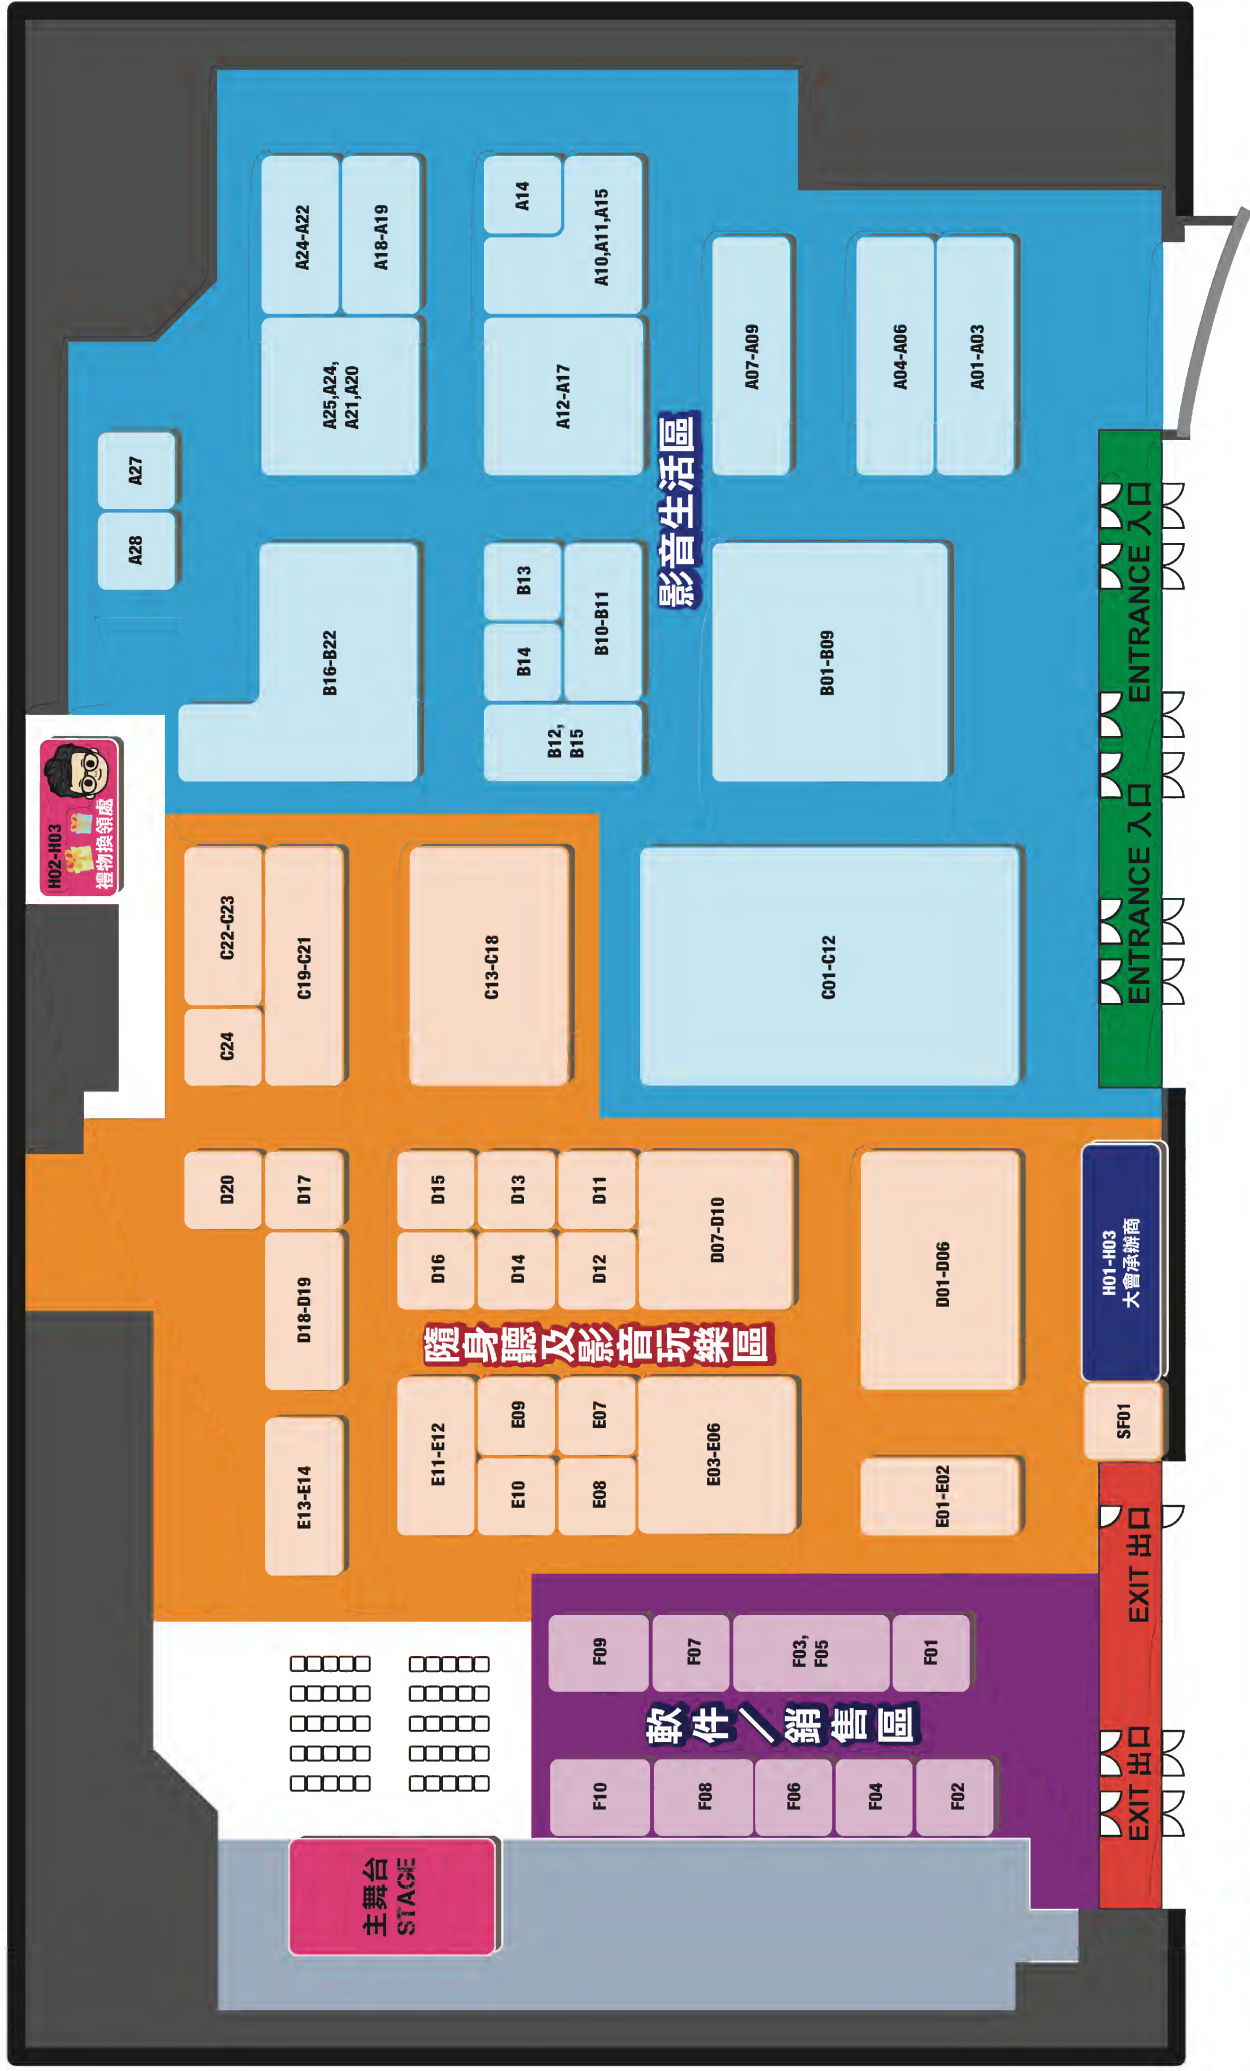 H02-H03
禮物換領處
A27
A28
A24-A22
A18-A19
A25,A24,
A21,A20
A14
A10,A11,A15
A12-A17
A07-A09
A04-A06
A01-A03
影音生活區
B16-B22
B13
B14
B10-B11
B12,
B15
B01-B09
C22-C23
C24
C19-C21
C13-C18
C01-C12
ENTRANCE 入口
ENTRANCE 入口
D20
D17
D18-D19
D15
D16
D13
D14
D11
D12
D07-D10
D01-D06
H01-H03
大會承辦商
SF01
隨身聽及影音玩樂區
E13-E14
E11-E12
E09
E10
E07
E08
E03-E06
E01-E02
EXIT 出口
EXIT 出口
F09
F07
F03,
F05
F01
軟件／銷售區
F10
F08
F06
F04
F02
主舞台
STAGE